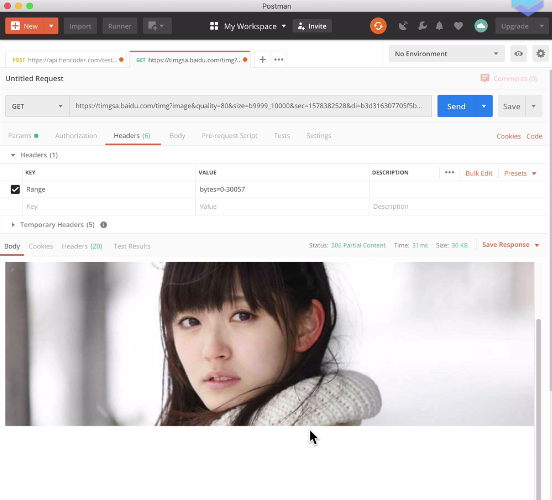 Postman
New Import Runner My Workspace Invite Upgrade
POST https://api.hencoder.com/test... GET https://timgsa.baidu.com/timg?... + ••• No Environment
Untitled Request Comments (0)
GET https://timgsa.baidu.com/timg?image&quality=80&size=b9999_10000&sec=1578382528&di=b3d316307705f5b... Send Save
Params Authorization Headers (6) Body Pre-request Script Tests Settings Cookies Code
Headers (1)
KEY VALUE DESCRIPTION ••• Bulk Edit Presets
Range bytes=0-30057
Key Value Description
Temporary Headers (5)
Body Cookies Headers (20) Test Results Status: 206 Partial Content Time: 31ms Size: 30 KB Save Response